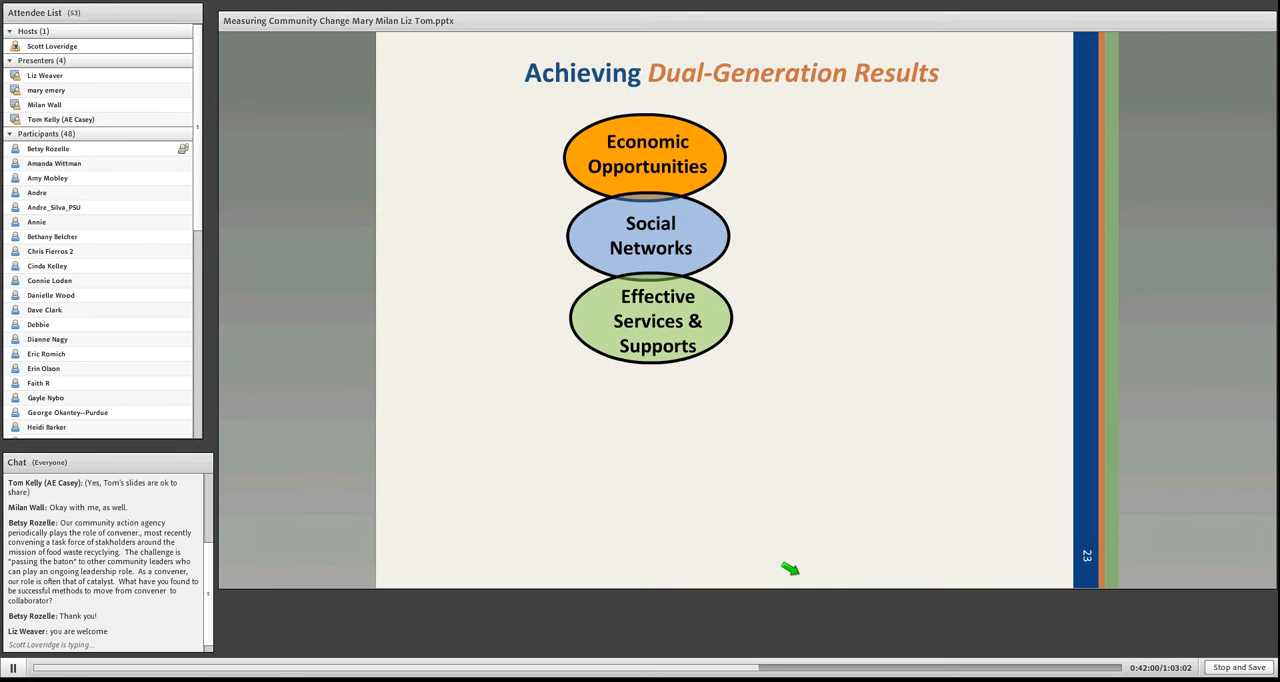 Attendee List (53)
Hosts (1)
Scott Loveridge
Presenters (4)
Liz Weaver
mary emery
Milan Wall
Tom Kelly (AE Casey)
Participants (48)
Betsy Rozelle
Amanda Wittman
Amy Mobley
Andre
Andre_Silva_PSU
Annie
Bethany Belcher
Chris Fierros 2
Cinda Kelley
Connie Loden
Danielle Wood
Dave Clark
Debbie
Dianne Nagy
Eric Romich
Erin Olson
Faith R
Gayle Nybo
George Okantey--Purdue
Heidi Barker
Chat (Everyone)
Tom Kelly (AE Casey): (Yes, Tom's slides are ok to
share)
Milan Wall: Okay with me, as well.
Betsy Rozelle: Our community action agency
periodically plays the role of convener., most recently
convening a task force of stakholders around the
mission of food waste recyclying. The challenge is
"passing the baton" to other community leaders who
can play an ongoing leadership role. As a convener,
our role is often that of catalyst. What have you found to
be successful methods to move from convener to
collaborator?
Betsy Rozelle: Thank you!
Liz Weaver: you are welcome
Scott Loveridge is typing...
Measuring Community Change Mary Milan Liz Tom.pptx
Achieving Dual-Generation Results
Economic
Opportunities
Social
Networks
Effective
Services &
Supports
23
0:42:00/1:03:02
Stop and Save